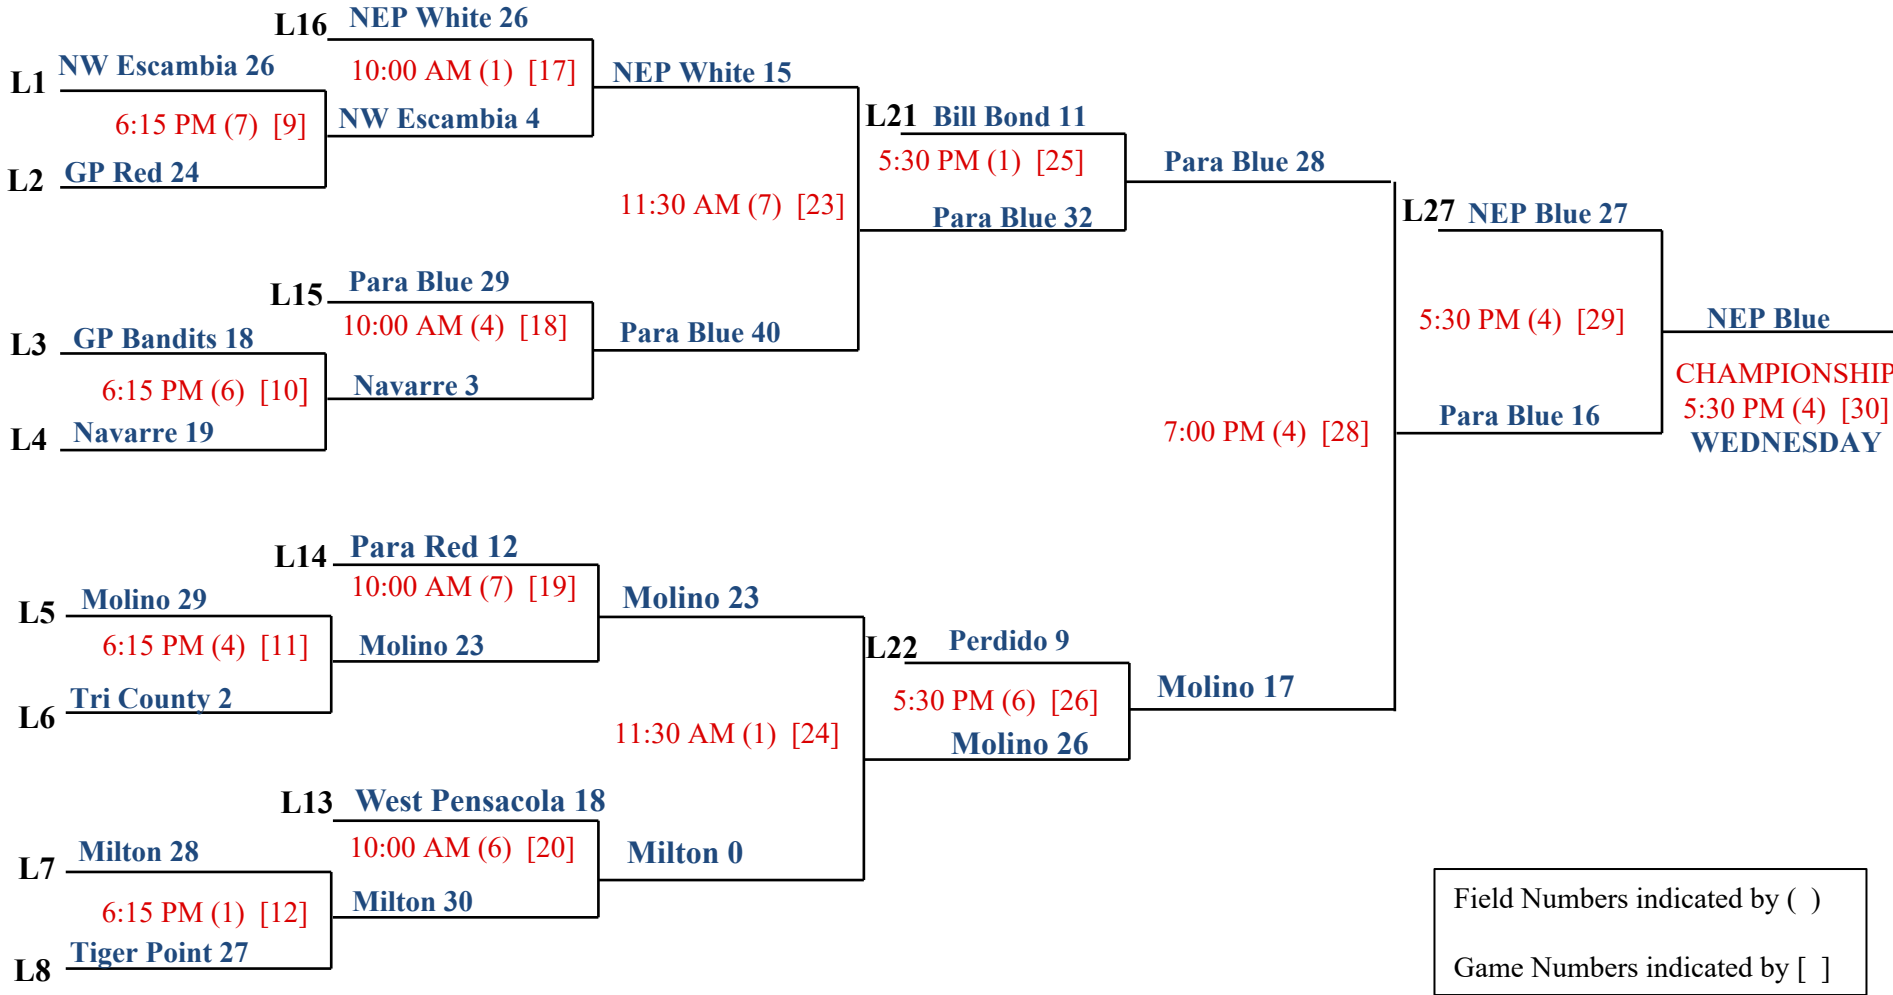 L16 NEP White 26
L1 NW Escambia 26
10:00 AM (1) [17]
NEP White 15
6:15 PM (7) [9]
NW Escambia 4
L2 GP Red 24
L21 Bill Bond 11
5:30 PM (1) [25]
Para Blue 28
11:30 AM (7) [23]
Para Blue 32
L27 NEP Blue 27
L15 Para Blue 29
10:00 AM (4) [18]
L3 GP Bandits 18
Para Blue 40
6:15 PM (6) [10]
Navarre 3
L4 Navarre 19
5:30 PM (4) [29]
NEP Blue
CHAMPIONSHIP
5:30 PM (4) [30]
WEDNESDAY
Para Blue 16
7:00 PM (4) [28]
L14 Para Red 12
10:00 AM (7) [19]
L5 Molino 29
Molino 23
6:15 PM (4) [11]
Molino 23
L6 Tri County 2
L22 Perdido 9
5:30 PM (6) [26]
Molino 17
11:30 AM (1) [24]
Molino 26
L13 West Pensacola 18
10:00 AM (6) [20]
L7 Milton 28
Milton 0
6:15 PM (1) [12]
Milton 30
L8 Tiger Point 27
Field Numbers indicated by ( )
Game Numbers indicated by [ ]